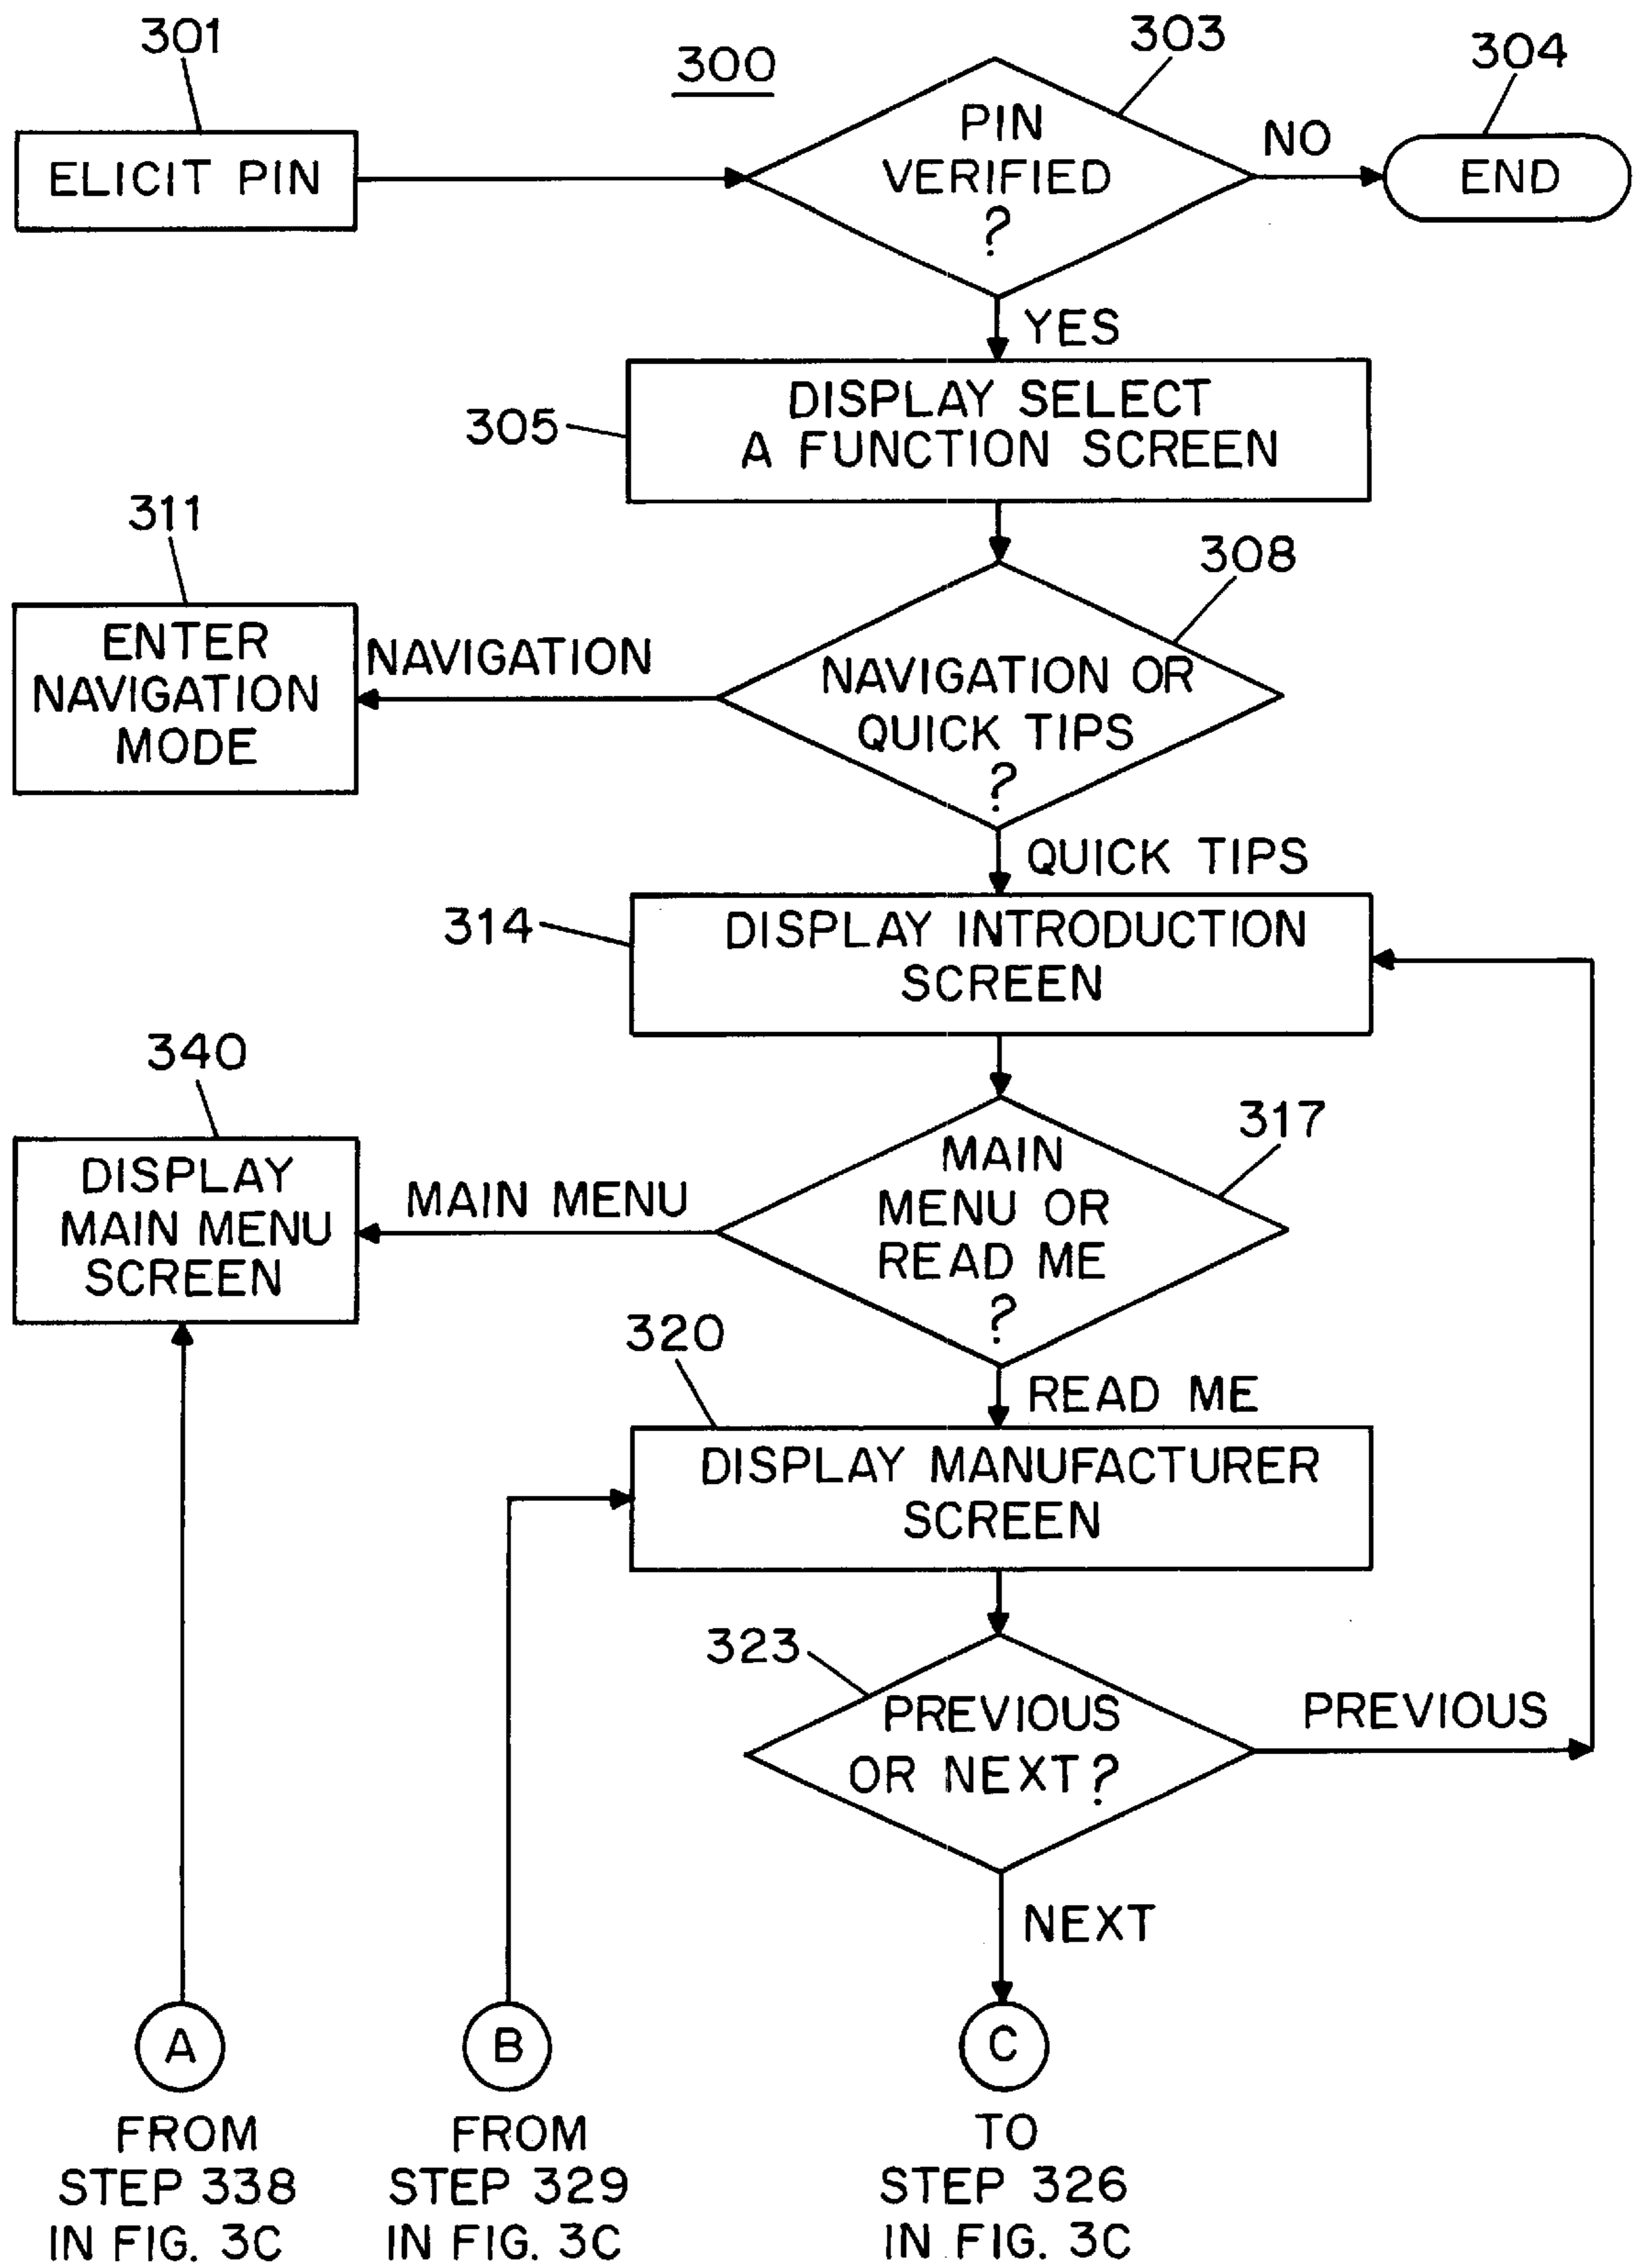 301
300
303
304
ELICIT PIN
PIN
VERIFIED
?
NO
END
YES
305
DISPLAY SELECT
A FUNCTION SCREEN
311
308
ENTER
NAVIGATION
MODE
NAVIGATION
NAVIGATION OR
QUICK TIPS
?
QUICK TIPS
314
DISPLAY INTRODUCTION
SCREEN
340
317
DISPLAY
MAIN MENU
SCREEN
MAIN MENU
MAIN
MENU OR
READ ME
?
320
READ ME
DISPLAY MANUFACTURER
SCREEN
323
PREVIOUS
OR NEXT?
PREVIOUS
NEXT
A
B
C
FROM
STEP 338
IN FIG. 3C
FROM
STEP 329
IN FIG. 3C
TO
STEP 326
IN FIG. 3C